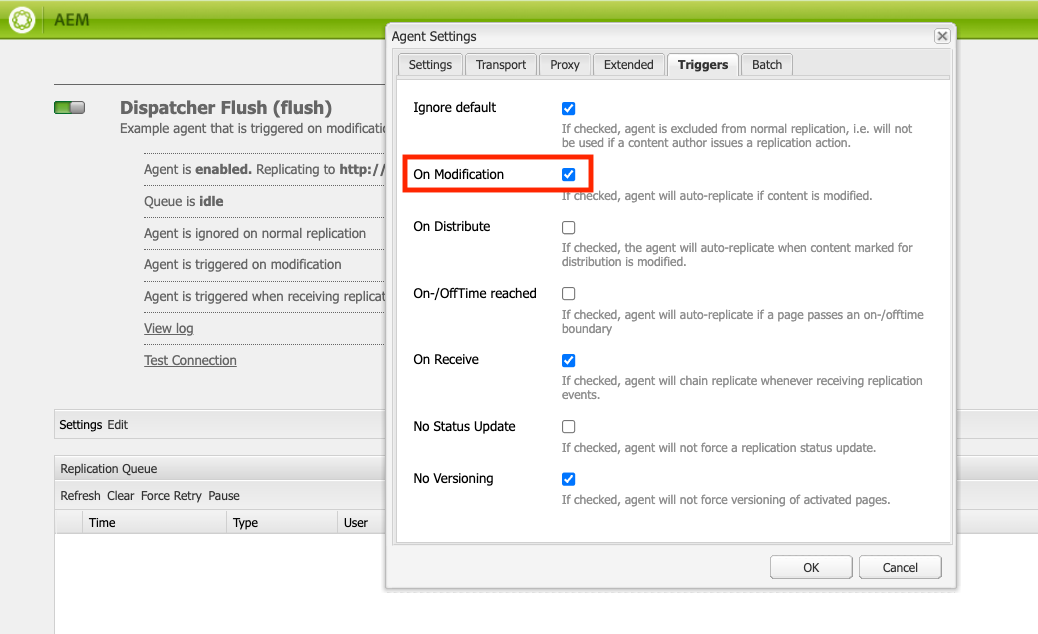 AEM
Dispatcher Flush (flush)
Example agent that is triggered on modificatio
Agent is enabled. Replicating to http://
Queue is idle
Agent is ignored on normal replication
Agent is triggered on modification
Agent is triggered when receiving replicat
View log
Test Connection
Settings Edit
Replication Queue
Refresh Clear Force Retry Pause
Time Type User
Agent Settings
Settings Transport Proxy Extended Triggers Batch
Ignore default
If checked, agent is excluded from normal replication, i.e. will not
be used if a content author issues a replication action.
On Modification
If checked, agent will auto-replicate if content is modified.
On Distribute
If checked, the agent will auto-replicate when content marked for
distribution is modified.
On-/OffTime reached
If checked, agent will auto-replicate if a page passes an on-/offtime
boundary
On Receive
If checked, agent will chain replicate whenever receiving replication
events.
No Status Update
If checked, agent will not force a replication status update.
No Versioning
If checked, agent will not force versioning of activated pages.
OK Cancel